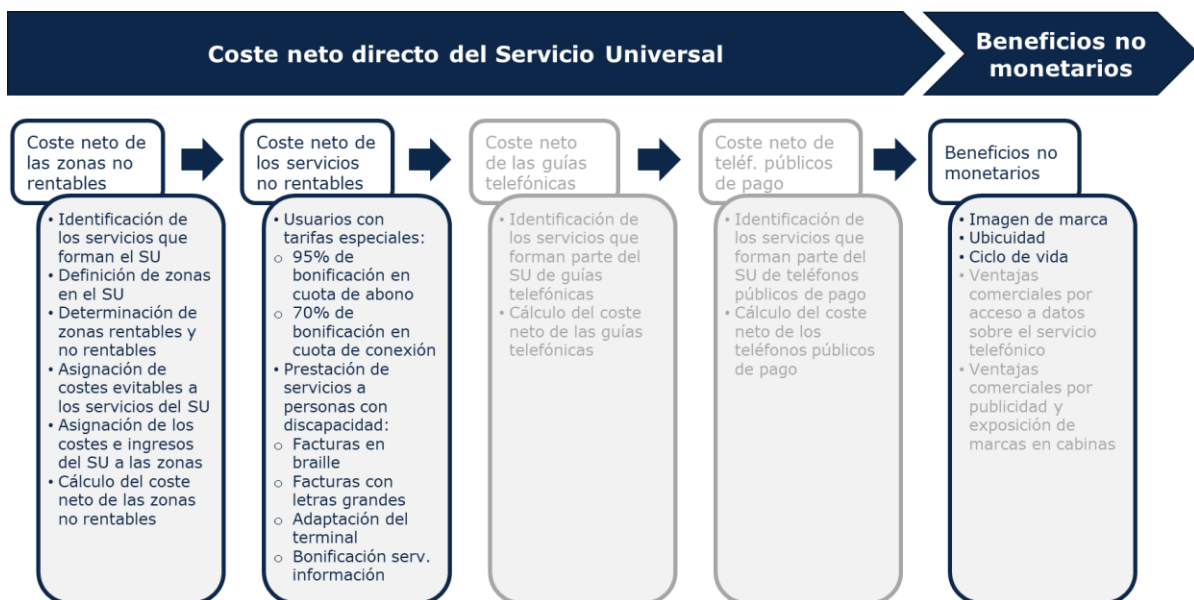 Coste neto directo del Servicio Universal
Beneficios no
monetarios
Coste neto de
las zonas no
rentables
• Identificación de
los servicios que
forman el SU
• Definición de zonas
en el SU
• Determinación de
zonas rentables y
no rentables
• Asignación de
costes evitables a
los servicios del SU
• Asignación de los
costes e ingresos
del SU a las zonas
• Cálculo del coste
neto de las zonas
no rentables
Coste neto de
los servicios
no rentables
• Usuarios con
tarifas especiales:
o 95% de
bonificación en
cuota de abono
o 70% de
bonificación en
cuota de conexión
• Prestación de
servicios a
personas con
discapacidad:
o Facturas en
braille
o Facturas con
letras grandes
o Adaptación del
terminal
o Bonificación serv.
información
Coste neto
de las guías
telefónicas
• Identificación de
los servicios que
forman parte del
SU de guías
telefónicas
• Cálculo del coste
neto de las guías
telefónicas
Coste neto de
teléf. públicos
de pago
• Identificación de
los servicios que
forman parte del
SU de teléfonos
públicos de pago
• Cálculo del coste
neto de los
teléfonos públicos
de pago
Beneficios no
monetarios
• Imagen de marca
• Ubicuidad
• Ciclo de vida
• Ventajas
comerciales por
acceso a datos
sobre el servicio
telefónico
• Ventajas
comerciales por
publicidad y
exposición de
marcas en cabinas